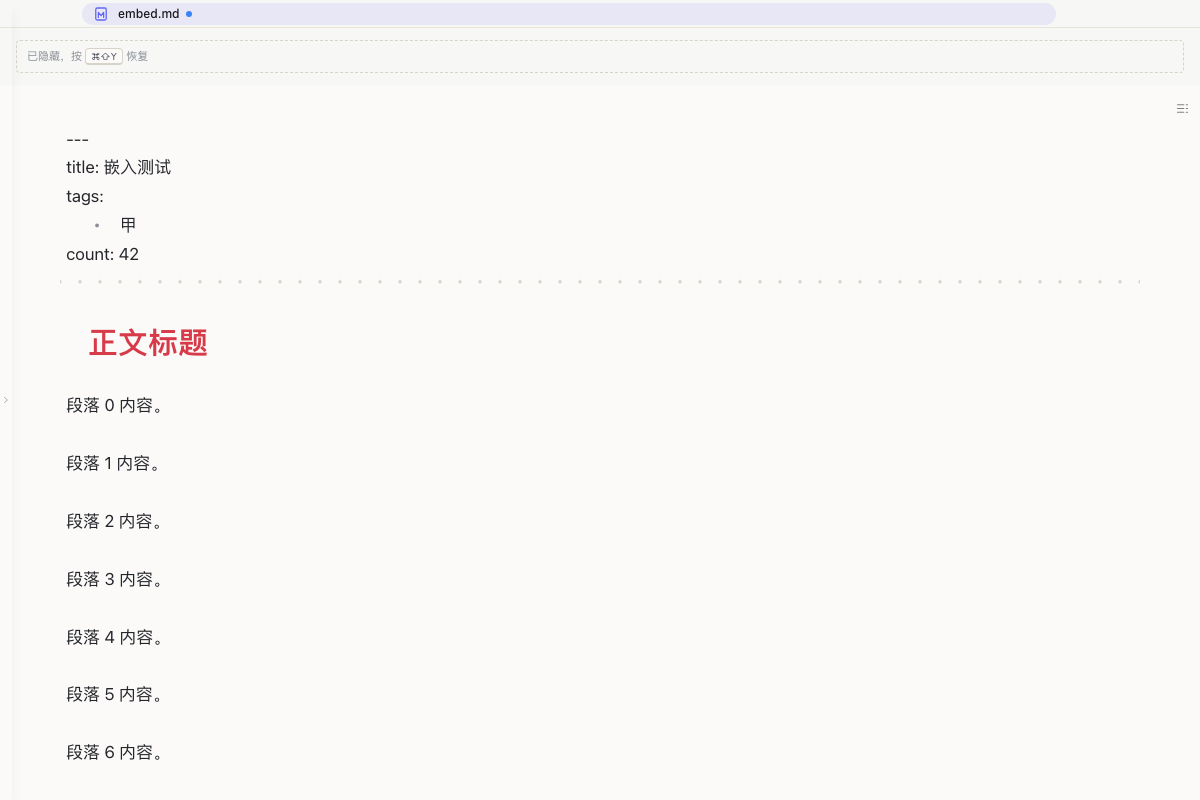 embed.md
已隐藏，按 ⌘⇧Y 恢复
---
title: 嵌入测试
tags:
• 甲
count: 42
正文标题
段落 0 内容。
段落 1 内容。
段落 2 内容。
段落 3 内容。
段落 4 内容。
段落 5 内容。
段落 6 内容。